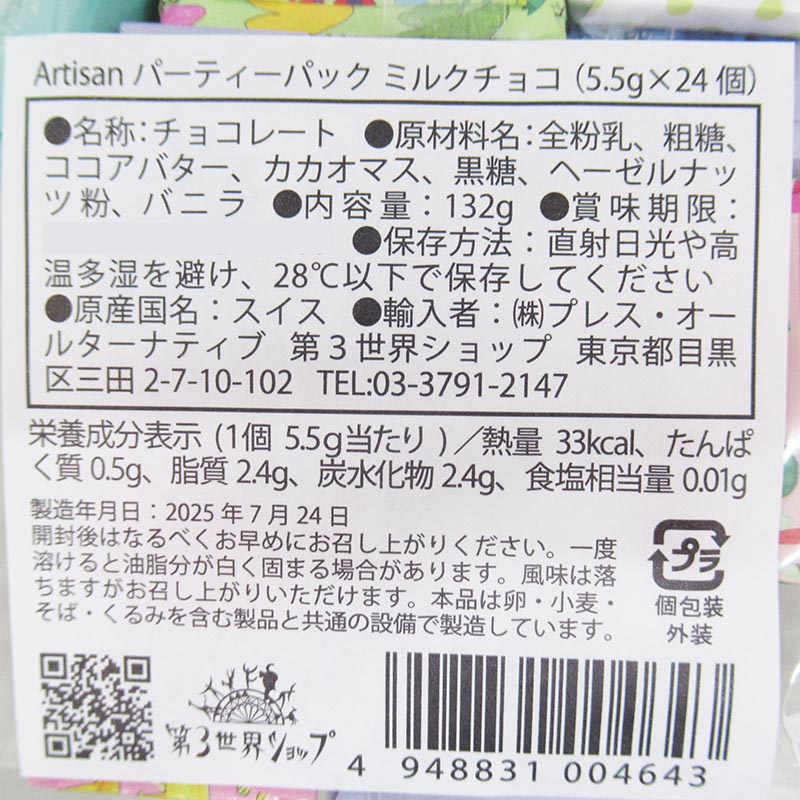 Artisan パーティーパック ミルクチョコ (5.5g×24個)
●名称：チョコレート ●原材料名：全粉乳、粗糖、
ココアバター、カカオマス、黒糖、ヘーゼルナッ
ツ粉、バニラ ●内容量：132g ●賞味期限：
●保存方法：直射日光や高
温多湿を避け、28℃以下で保存してください
●原産国名：スイス ●輸入者：㈱プレス・オー
ルターナティブ 第3世界ショップ 東京都目黒
区三田2-7-10-102 TEL:03-3791-2147
栄養成分表示 (1個 5.5g当たり)／熱量 33kcal、たんぱ
く質0.5g、脂質2.4g、炭水化物2.4g、食塩相当量0.01g
製造年月日：2025年7月24日
開封後はなるべくお早めにお召し上がりください。一度
溶けると油脂分が白く固まる場合があります。風味は落
ちますがお召し上がりいただけます。本品は卵・小麦・
そば・くるみを含む製品と共通の設備で製造しています。
プラ
個包装
外装
第3世界ショップ
4 948831 004643